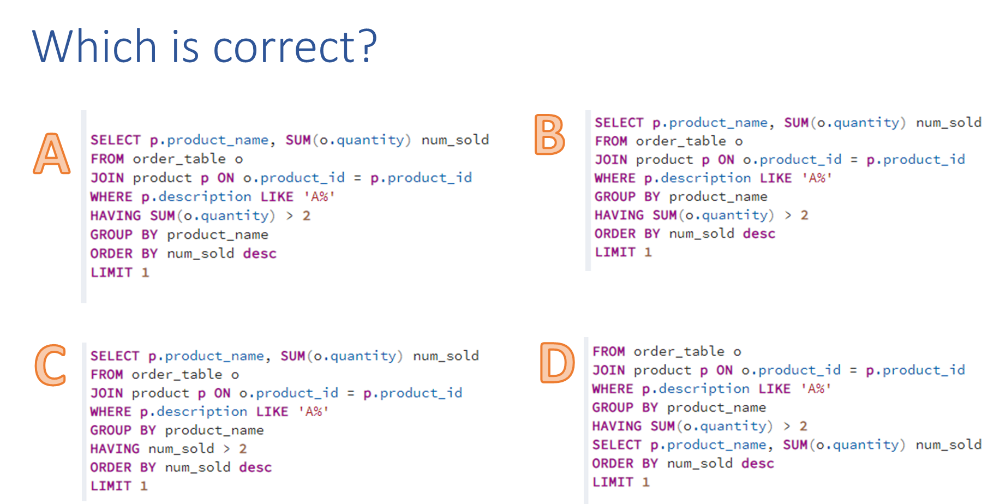 Which is correct?
A
SELECT p.product_name, SUM(o.quantity) num_sold
FROM order_table o
JOIN product p ON o.product_id = p.product_id
WHERE p.description LIKE 'A%'
HAVING SUM(o.quantity) > 2
GROUP BY product_name
ORDER BY num_sold desc
LIMIT 1
B
SELECT p.product_name, SUM(o.quantity) num_sold
FROM order_table o
JOIN product p ON o.product_id = p.product_id
WHERE p.description LIKE 'A%'
GROUP BY product_name
HAVING SUM(o.quantity) > 2
ORDER BY num_sold desc
LIMIT 1
C
SELECT p.product_name, SUM(o.quantity) num_sold
FROM order_table o
JOIN product p ON o.product_id = p.product_id
WHERE p.description LIKE 'A%'
GROUP BY product_name
HAVING num_sold > 2
ORDER BY num_sold desc
LIMIT 1
D
FROM order_table o
JOIN product p ON o.product_id = p.product_id
WHERE p.description LIKE 'A%'
GROUP BY product_name
HAVING SUM(o.quantity) > 2
SELECT p.product_name, SUM(o.quantity) num_sold
ORDER BY num_sold desc
LIMIT 1